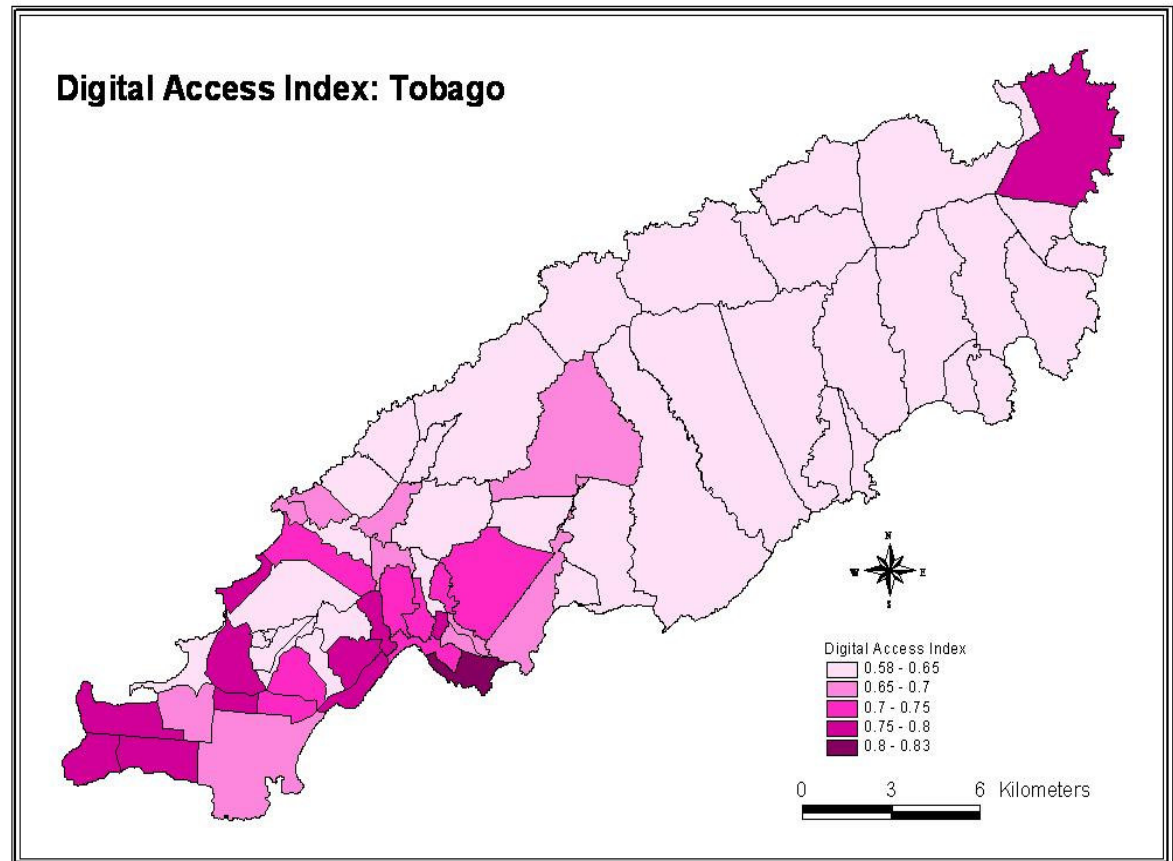 Digital Access Index: Tobago
N
W E
S
Digital Access Index
0.58 - 0.65
0.65 - 0.7
0.7 - 0.75
0.75 - 0.8
0.8 - 0.83
0 3 6 Kilometers